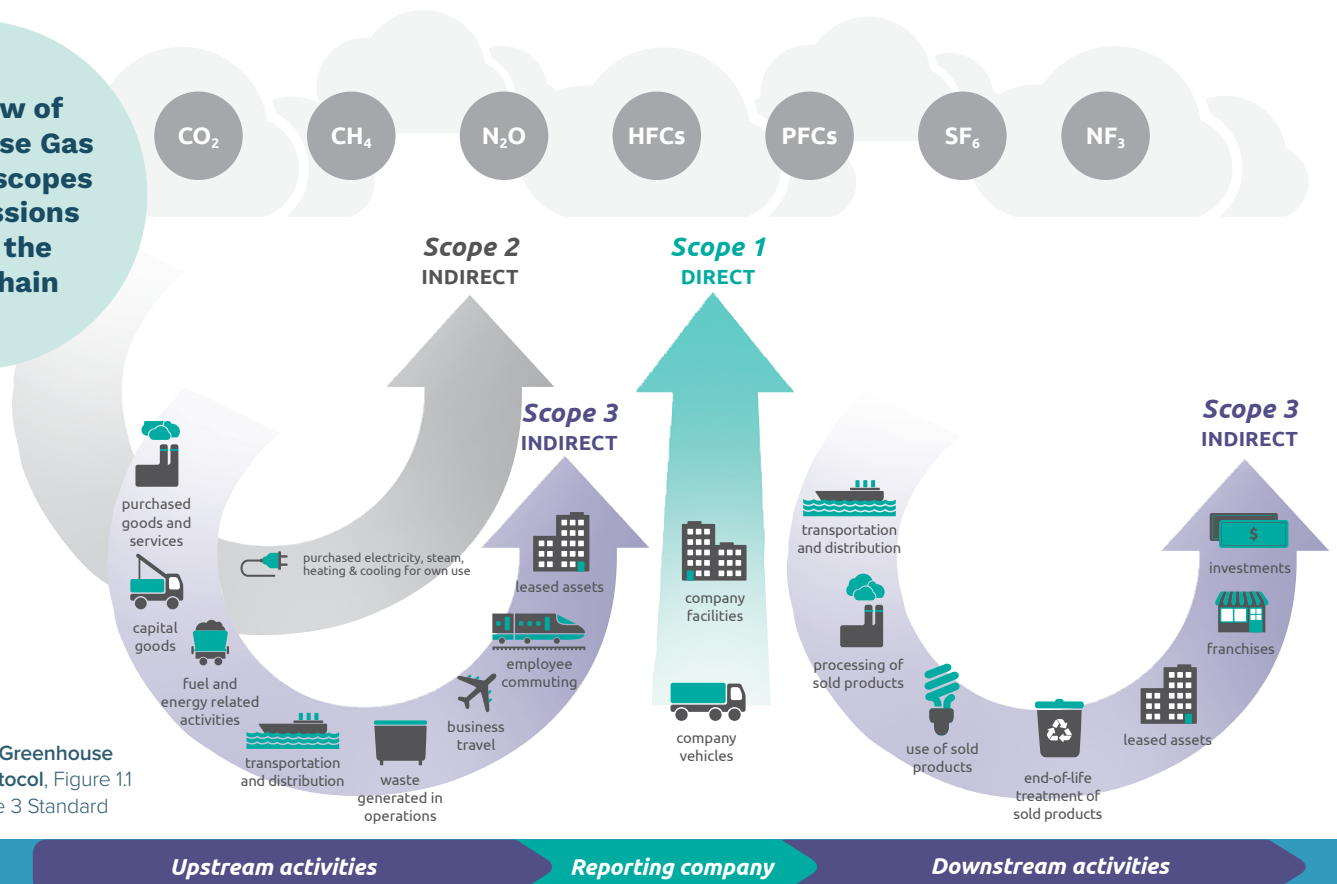 w of
se Gas
scopes
ssions
the
hain
CO₂
CH₄
N₂O
HFCs
PFCs
SF₆
NF₃
Scope 2
INDIRECT
Scope 1
DIRECT
Scope 3
INDIRECT
Scope 3
INDIRECT
purchased
goods and
services
capital
goods
fuel and
energy related
activities
transportation
and distribution
waste
generated in
operations
business
travel
employee
commuting
leased assets
purchased electricity, steam,
heating & cooling for own use
company
facilities
company
vehicles
transportation
and distribution
processing of
sold products
use of sold
products
end-of-life
treatment of
sold products
leased assets
franchises
$
investments
Greenhouse
tocol, Figure 1.1
e 3 Standard
Upstream activities
Reporting company
Downstream activities